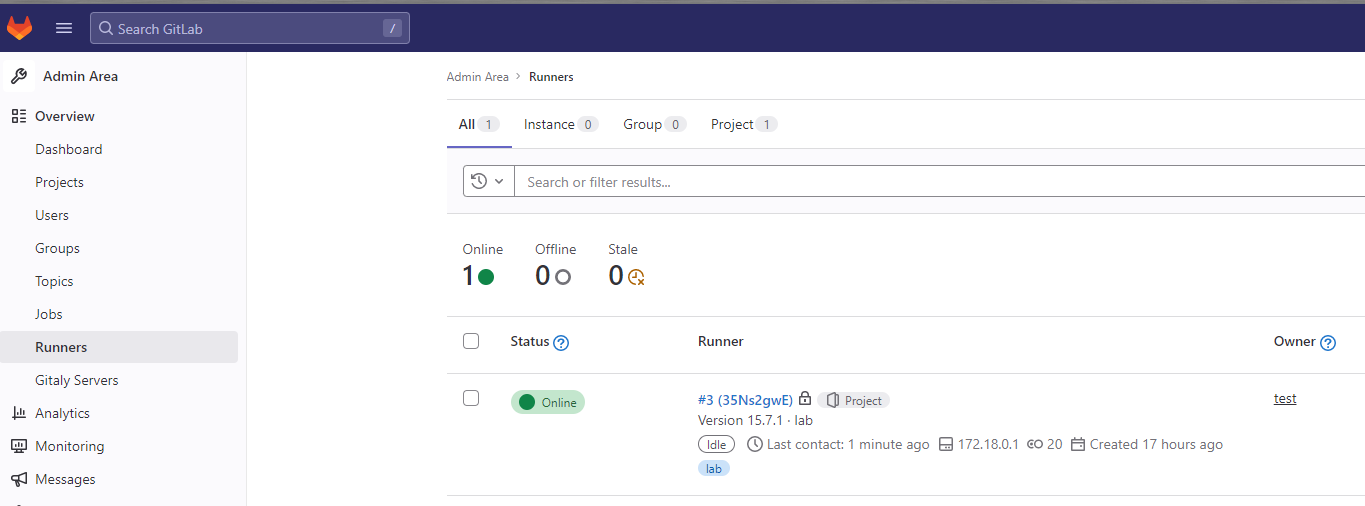 Search GitLab /
Admin Area
Overview
Dashboard
Projects
Users
Groups
Topics
Jobs
Runners
Gitaly Servers
Analytics
Monitoring
Messages
Admin Area › Runners
All 1 Instance 0 Group 0 Project 1
Search or filter results...
Online Offline Stale
1 0 0
Status ? Runner Owner ?
Online #3 (35Ns2gwE) Project test
Version 15.7.1 · lab
Idle Last contact: 1 minute ago 172.18.0.1 20 Created 17 hours ago
lab